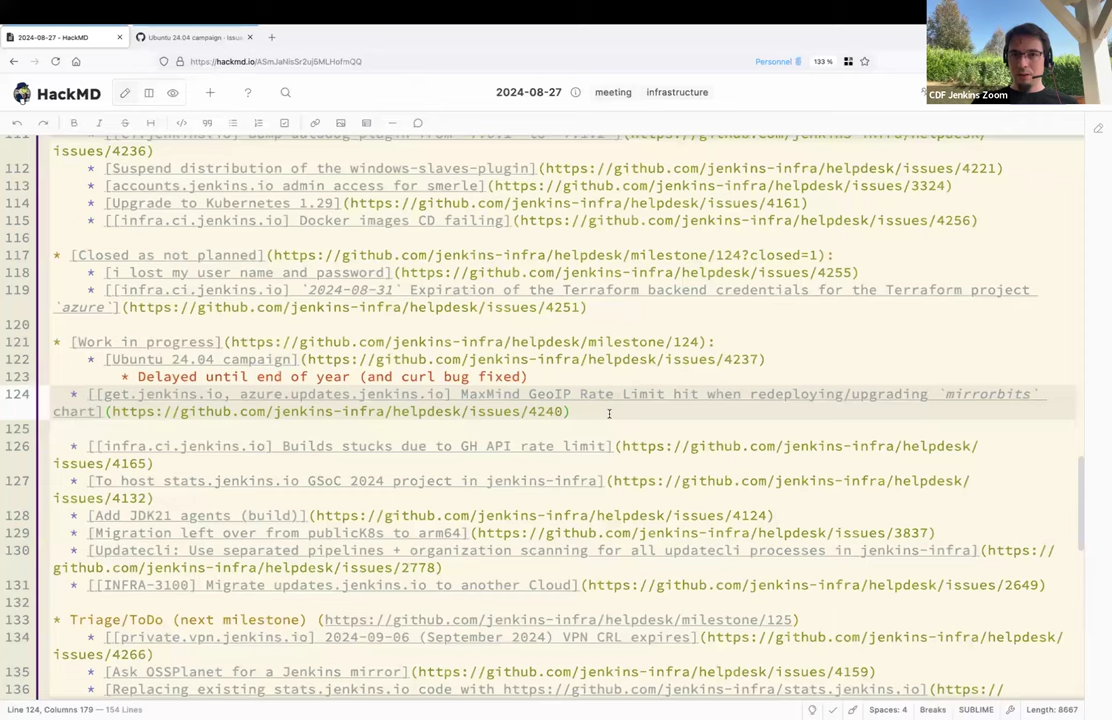 2024-08-27 - HackMD
Ubuntu 24.04 campaign · Issue
https://hackmd.io/ASmJaNisSr2uj5MLHofmQQ
Personnel
133 %
HackMD
2024-08-27
meeting
infrastructure
CDF Jenkins Zoom
issues/4236)
112 * [Suspend distribution of the windows-slaves-plugin](https://github.com/jenkins-infra/helpdesk/issues/4221)
113 * [accounts.jenkins.io admin access for smerle](https://github.com/jenkins-infra/helpdesk/issues/3324)
114 * [Upgrade to Kubernetes 1.29](https://github.com/jenkins-infra/helpdesk/issues/4161)
115 * [[infra.ci.jenkins.io] Docker images CD failing](https://github.com/jenkins-infra/helpdesk/issues/4256)
116
117 * [Closed as not planned](https://github.com/jenkins-infra/helpdesk/milestone/124?closed=1):
118 * [i lost my user name and password](https://github.com/jenkins-infra/helpdesk/issues/4255)
119 * [[infra.ci.jenkins.io] `2024-08-31` Expiration of the Terraform backend credentials for the Terraform project
`azure`](https://github.com/jenkins-infra/helpdesk/issues/4251)
120
121 * [Work in progress](https://github.com/jenkins-infra/helpdesk/milestone/124):
122 * [Ubuntu 24.04 campaign](https://github.com/jenkins-infra/helpdesk/issues/4237)
123 * Delayed until end of year (and curl bug fixed)
124 * [[get.jenkins.io, azure.updates.jenkins.io] MaxMind GeoIP Rate Limit hit when redeploying/upgrading `mirrorbits`
chart](https://github.com/jenkins-infra/helpdesk/issues/4240)
125
126 * [[infra.ci.jenkins.io] Builds stucks due to GH API rate limit](https://github.com/jenkins-infra/helpdesk/
issues/4165)
127 * [To host stats.jenkins.io GSoC 2024 project in jenkins-infra](https://github.com/jenkins-infra/helpdesk/
issues/4132)
128 * [Add JDK21 agents (build)](https://github.com/jenkins-infra/helpdesk/issues/4124)
129 * [Migration left over from publicK8s to arm64](https://github.com/jenkins-infra/helpdesk/issues/3837)
130 * [Updatecli: Use separated pipelines + organization scanning for all updatecli processes in jenkins-infra](https://
github.com/jenkins-infra/helpdesk/issues/2778)
131 * [[INFRA-3100] Migrate updates.jenkins.io to another Cloud](https://github.com/jenkins-infra/helpdesk/issues/2649)
132
133 * Triage/ToDo (next milestone) (https://github.com/jenkins-infra/helpdesk/milestone/125)
134 * [[private.vpn.jenkins.io] 2024-09-06 (September 2024) VPN CRL expires](https://github.com/jenkins-infra/helpdesk/
issues/4266)
135 * [Ask OSSPlanet for a Jenkins mirror](https://github.com/jenkins-infra/helpdesk/issues/4159)
136 * [Replacing existing stats.jenkins.io code with https://github.com/jenkins-infra/stats.jenkins.io](https://
Line 124, Columns 179 — 154 Lines
Spaces: 4
Breaks
SUBLIME
Length: 8667